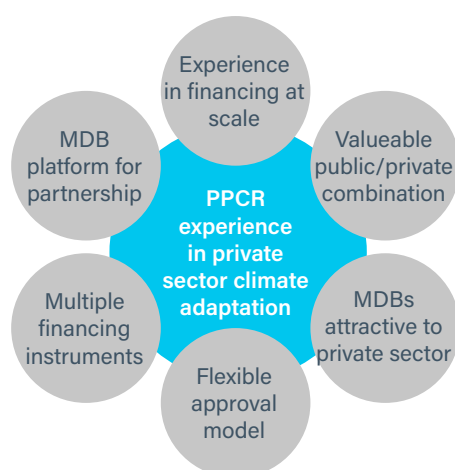 Experience
in financing at
scale
MDB
platform for
partnership
Valueable
public/private
combination
PPCR
experience
in private
sector climate
adaptation
Multiple
financing
instruments
MDBs
attractive to
private sector
Flexible
approval
model